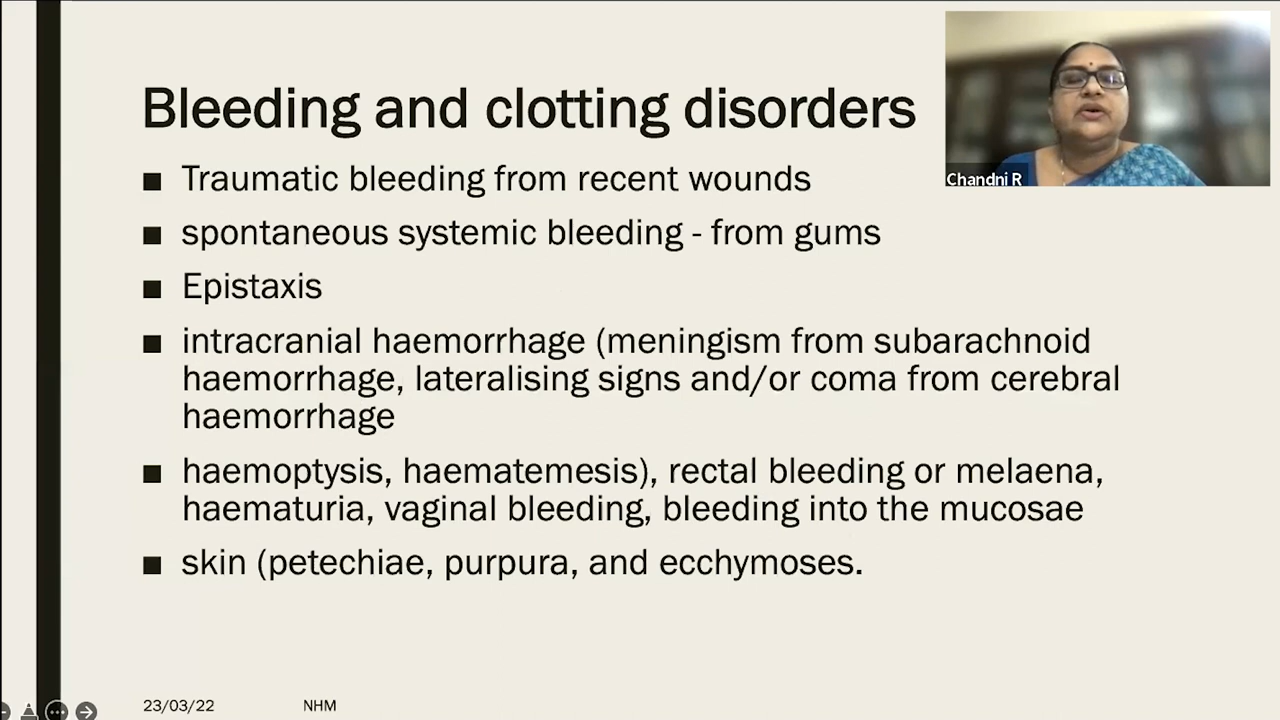 Bleeding and clotting disorders
Chandni R
■ Traumatic bleeding from recent wounds
■ spontaneous systemic bleeding - from gums
■ Epistaxis
■ intracranial haemorrhage (meningism from subarachnoid
haemorrhage, lateralising signs and/or coma from cerebral
haemorrhage
■ haemoptysis, haematemesis), rectal bleeding or melaena,
haematuria, vaginal bleeding, bleeding into the mucosae
■ skin (petechiae, purpura, and ecchymoses.
23/03/22 NHM